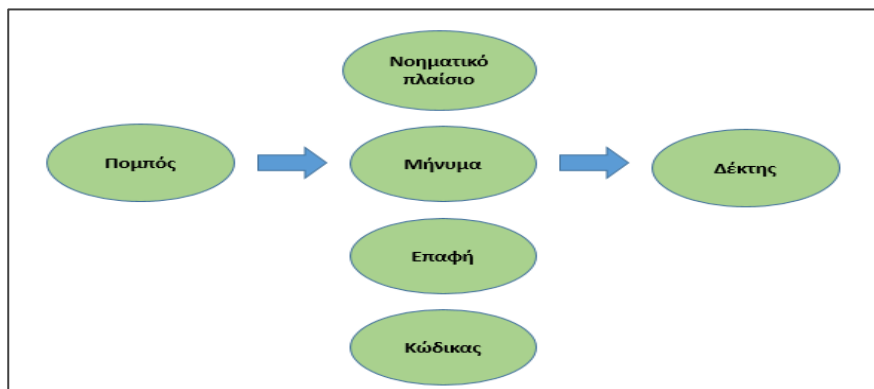 Νοηματικό
πλαίσιο
Πομπός
Μήνυμα
Δέκτης
Επαφή
Κώδικας